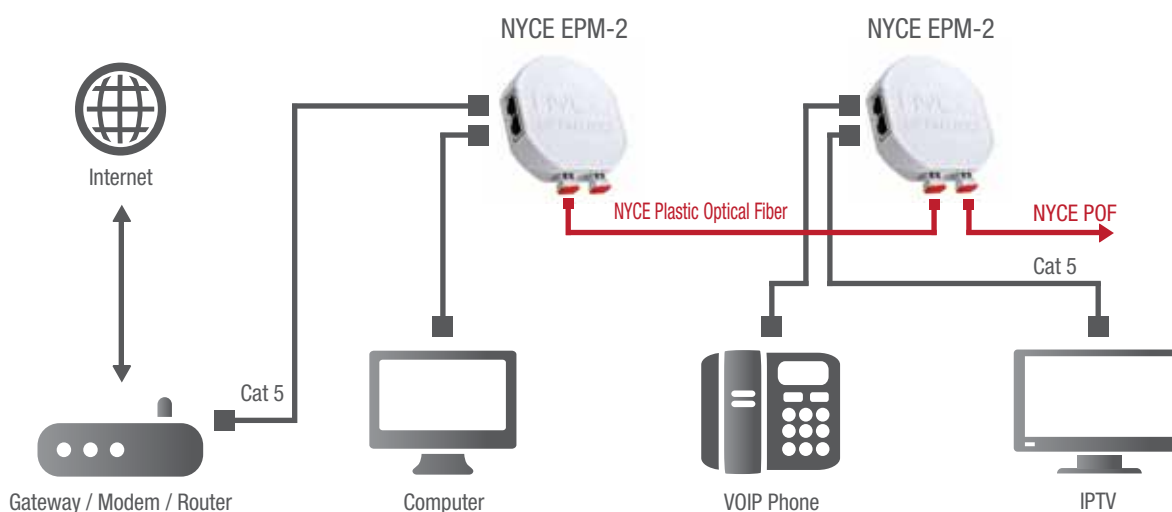 NYCE EPM-2
NYCE EPM-2
Internet
NYCE Plastic Optical Fiber
NYCE POF
Cat 5
Cat 5
Gateway / Modem / Router
Computer
VOIP Phone
IPTV